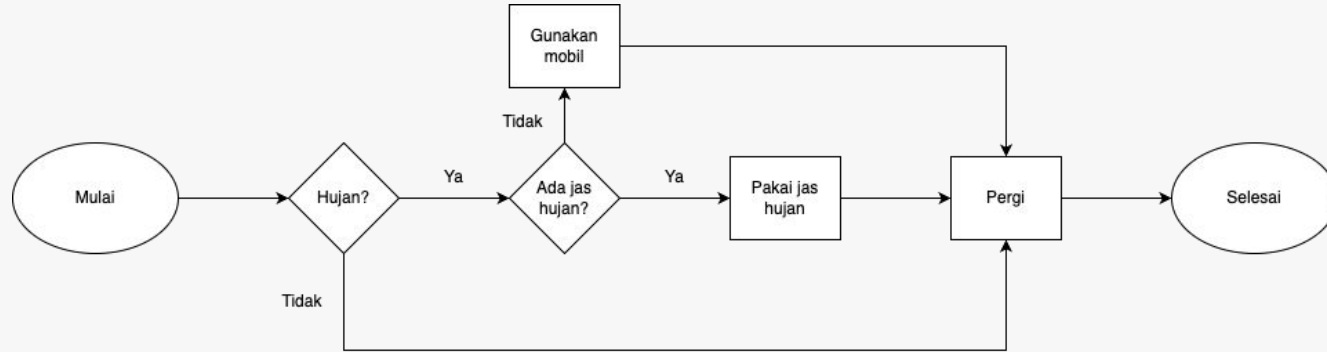 Gunakan
mobil
Tidak
Mulai
Hujan?
Ya
Ada jas
hujan?
Ya
Pakai jas
hujan
Pergi
Selesai
Tidak